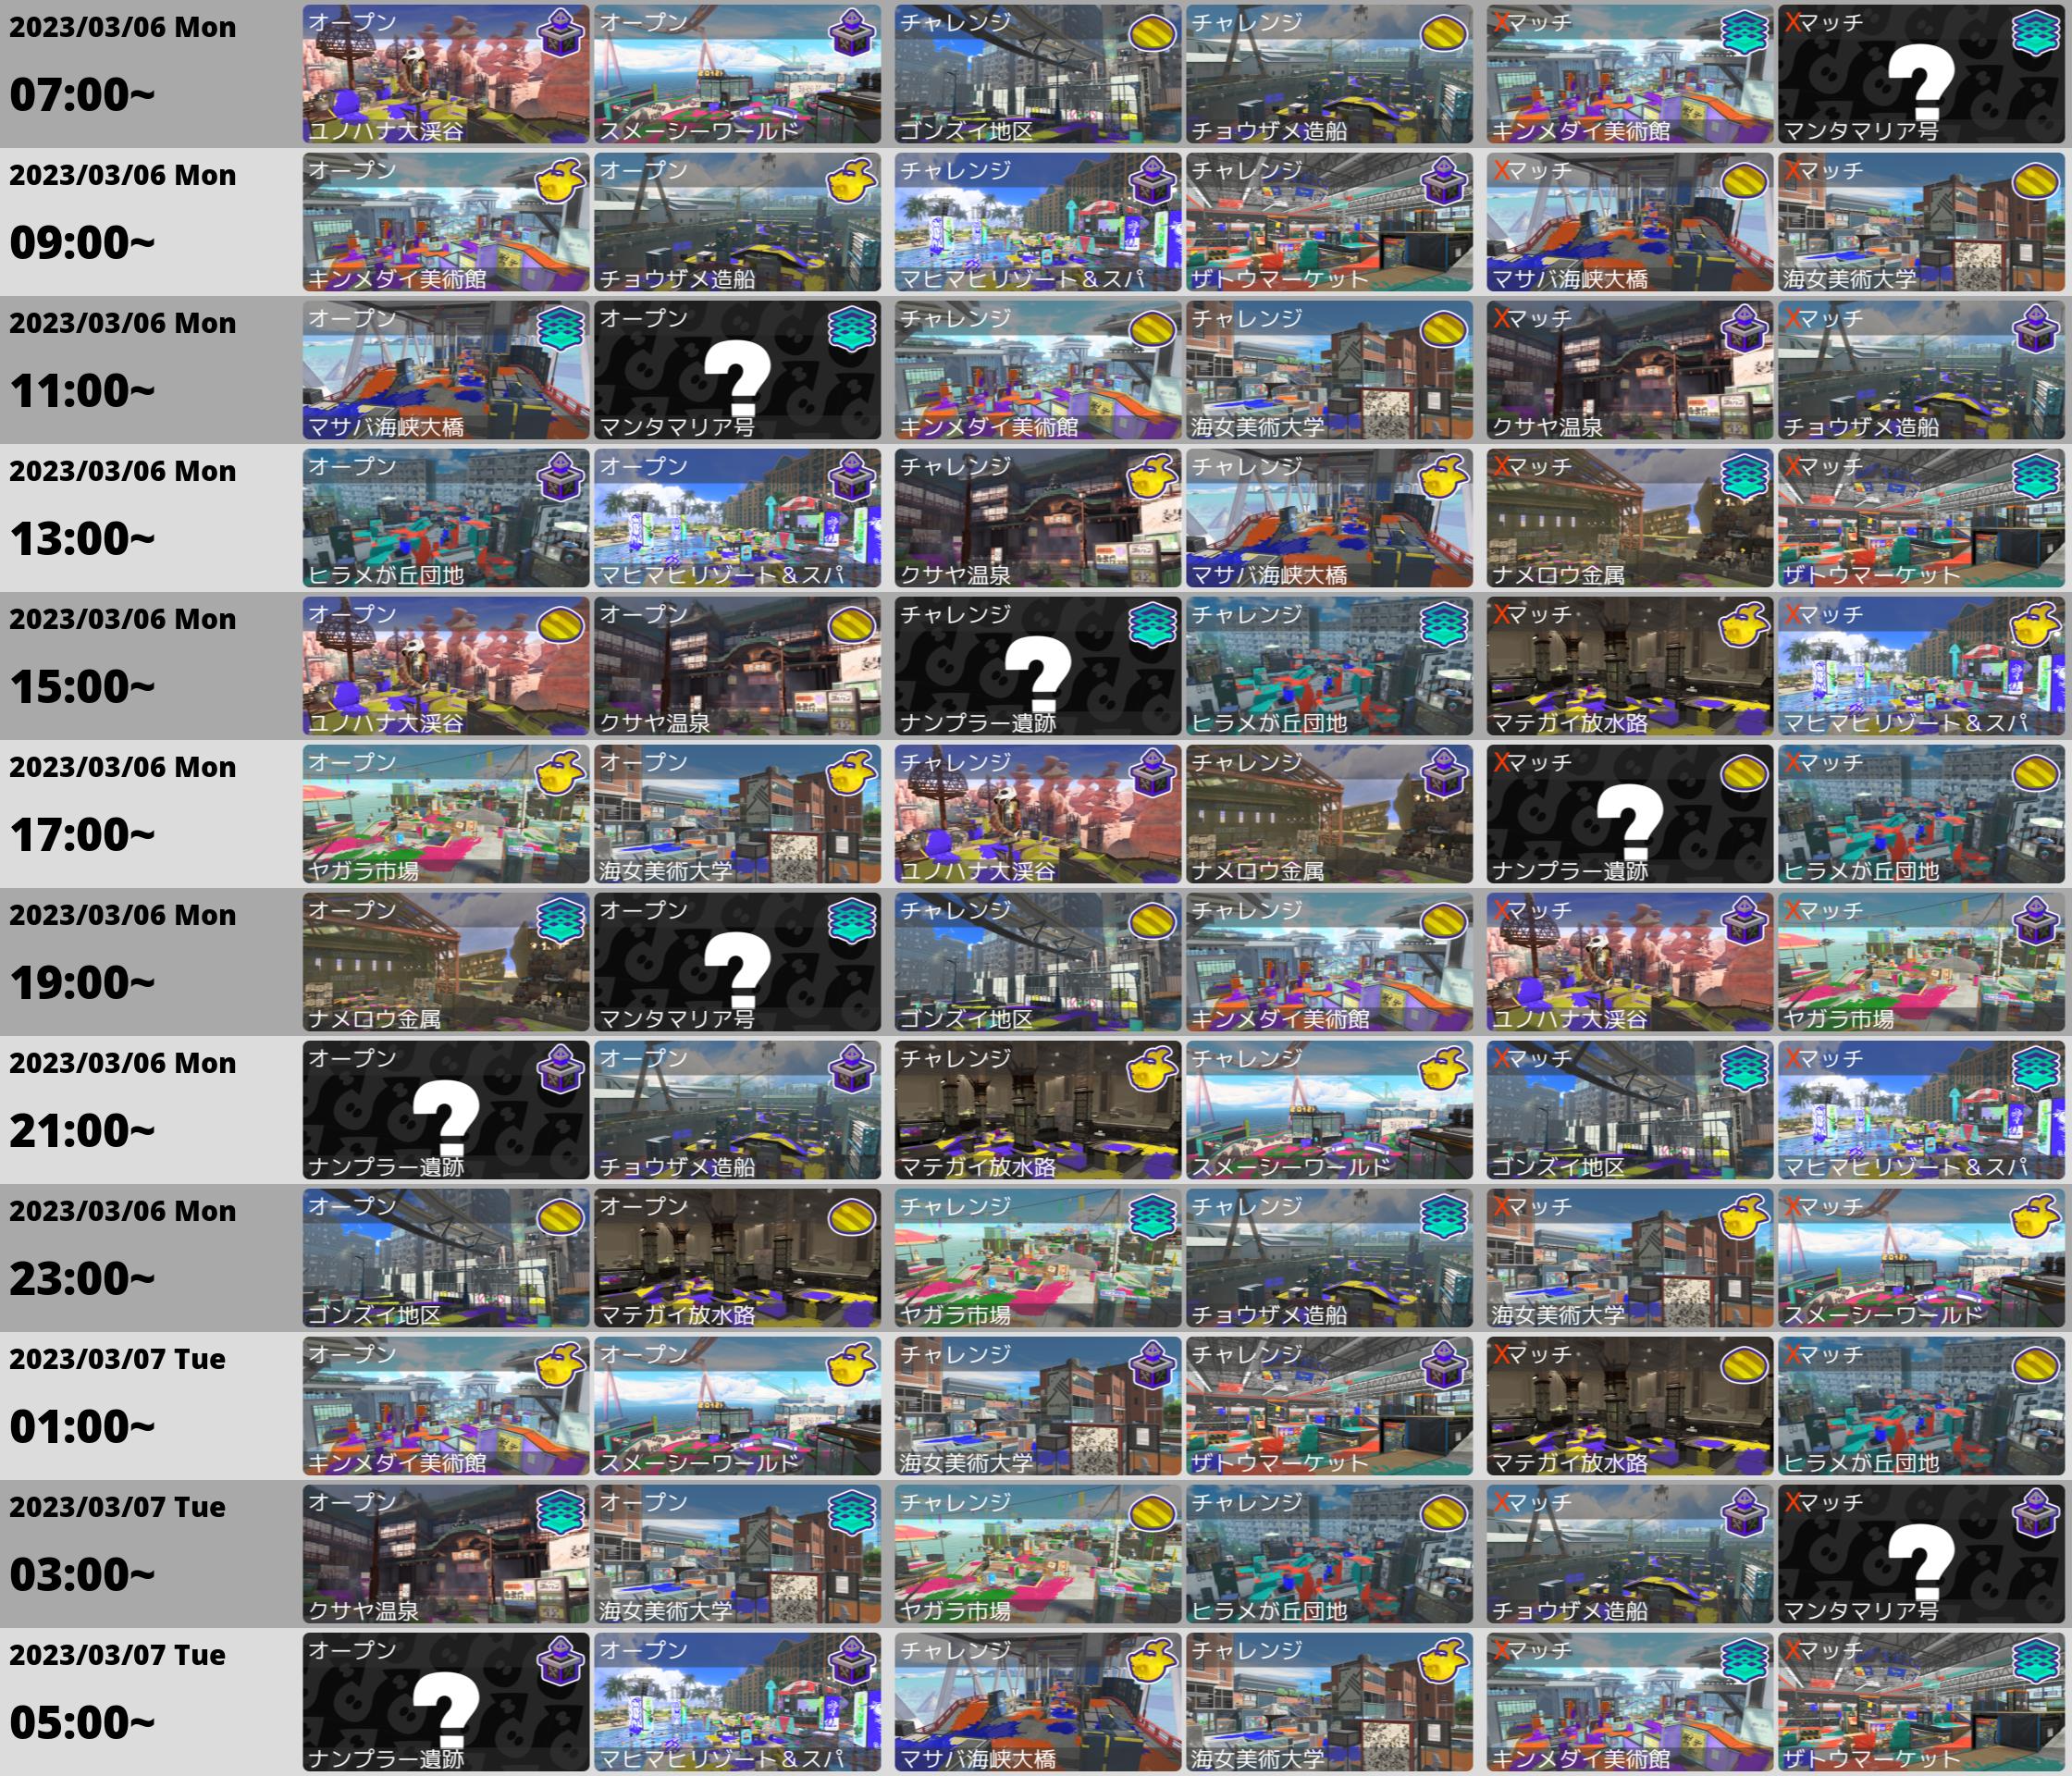 2023/03/06 Mon
07:00~
オープン
ユノハナ大渓谷
オープン
スメーシーワールド
チャレンジ
ゴンズイ地区
チャレンジ
チョウザメ造船
Xマッチ
キンメダイ美術館
Xマッチ
?
マンタマリア号
2023/03/06 Mon
09:00~
オープン
キンメダイ美術館
オープン
チョウザメ造船
チャレンジ
マヒマヒリゾート＆スパ
チャレンジ
ザトウマーケット
Xマッチ
マサバ海峡大橋
Xマッチ
海女美術大学
2023/03/06 Mon
11:00~
オープン
マサバ海峡大橋
オープン
?
マンタマリア号
チャレンジ
キンメダイ美術館
チャレンジ
海女美術大学
Xマッチ
クサヤ温泉
Xマッチ
チョウザメ造船
2023/03/06 Mon
13:00~
オープン
ヒラメが丘団地
オープン
マヒマヒリゾート＆スパ
チャレンジ
クサヤ温泉
チャレンジ
マサバ海峡大橋
Xマッチ
ナメロウ金属
Xマッチ
ザトウマーケット
2023/03/06 Mon
15:00~
オープン
ユノハナ大渓谷
オープン
クサヤ温泉
チャレンジ
?
ナンプラー遺跡
チャレンジ
ヒラメが丘団地
Xマッチ
マテガイ放水路
Xマッチ
マヒマヒリゾート＆スパ
2023/03/06 Mon
17:00~
オープン
ヤガラ市場
オープン
海女美術大学
チャレンジ
ユノハナ大渓谷
チャレンジ
ナメロウ金属
Xマッチ
?
ナンプラー遺跡
Xマッチ
ヒラメが丘団地
2023/03/06 Mon
19:00~
オープン
ナメロウ金属
オープン
?
マンタマリア号
チャレンジ
ゴンズイ地区
チャレンジ
キンメダイ美術館
Xマッチ
ユノハナ大渓谷
Xマッチ
ヤガラ市場
2023/03/06 Mon
21:00~
オープン
?
ナンプラー遺跡
オープン
チョウザメ造船
チャレンジ
マテガイ放水路
チャレンジ
スメーシーワールド
Xマッチ
ゴンズイ地区
Xマッチ
マヒマヒリゾート＆スパ
2023/03/06 Mon
23:00~
オープン
ゴンズイ地区
オープン
マテガイ放水路
チャレンジ
ヤガラ市場
チャレンジ
チョウザメ造船
Xマッチ
海女美術大学
Xマッチ
スメーシーワールド
2023/03/07 Tue
01:00~
オープン
キンメダイ美術館
オープン
スメーシーワールド
チャレンジ
海女美術大学
チャレンジ
ザトウマーケット
Xマッチ
マテガイ放水路
Xマッチ
ヒラメが丘団地
2023/03/07 Tue
03:00~
オープン
クサヤ温泉
オープン
海女美術大学
チャレンジ
ヤガラ市場
チャレンジ
ヒラメが丘団地
Xマッチ
チョウザメ造船
Xマッチ
?
マンタマリア号
2023/03/07 Tue
05:00~
オープン
?
ナンプラー遺跡
オープン
マヒマヒリゾート＆スパ
チャレンジ
マサバ海峡大橋
チャレンジ
海女美術大学
Xマッチ
キンメダイ美術館
Xマッチ
ザトウマーケット